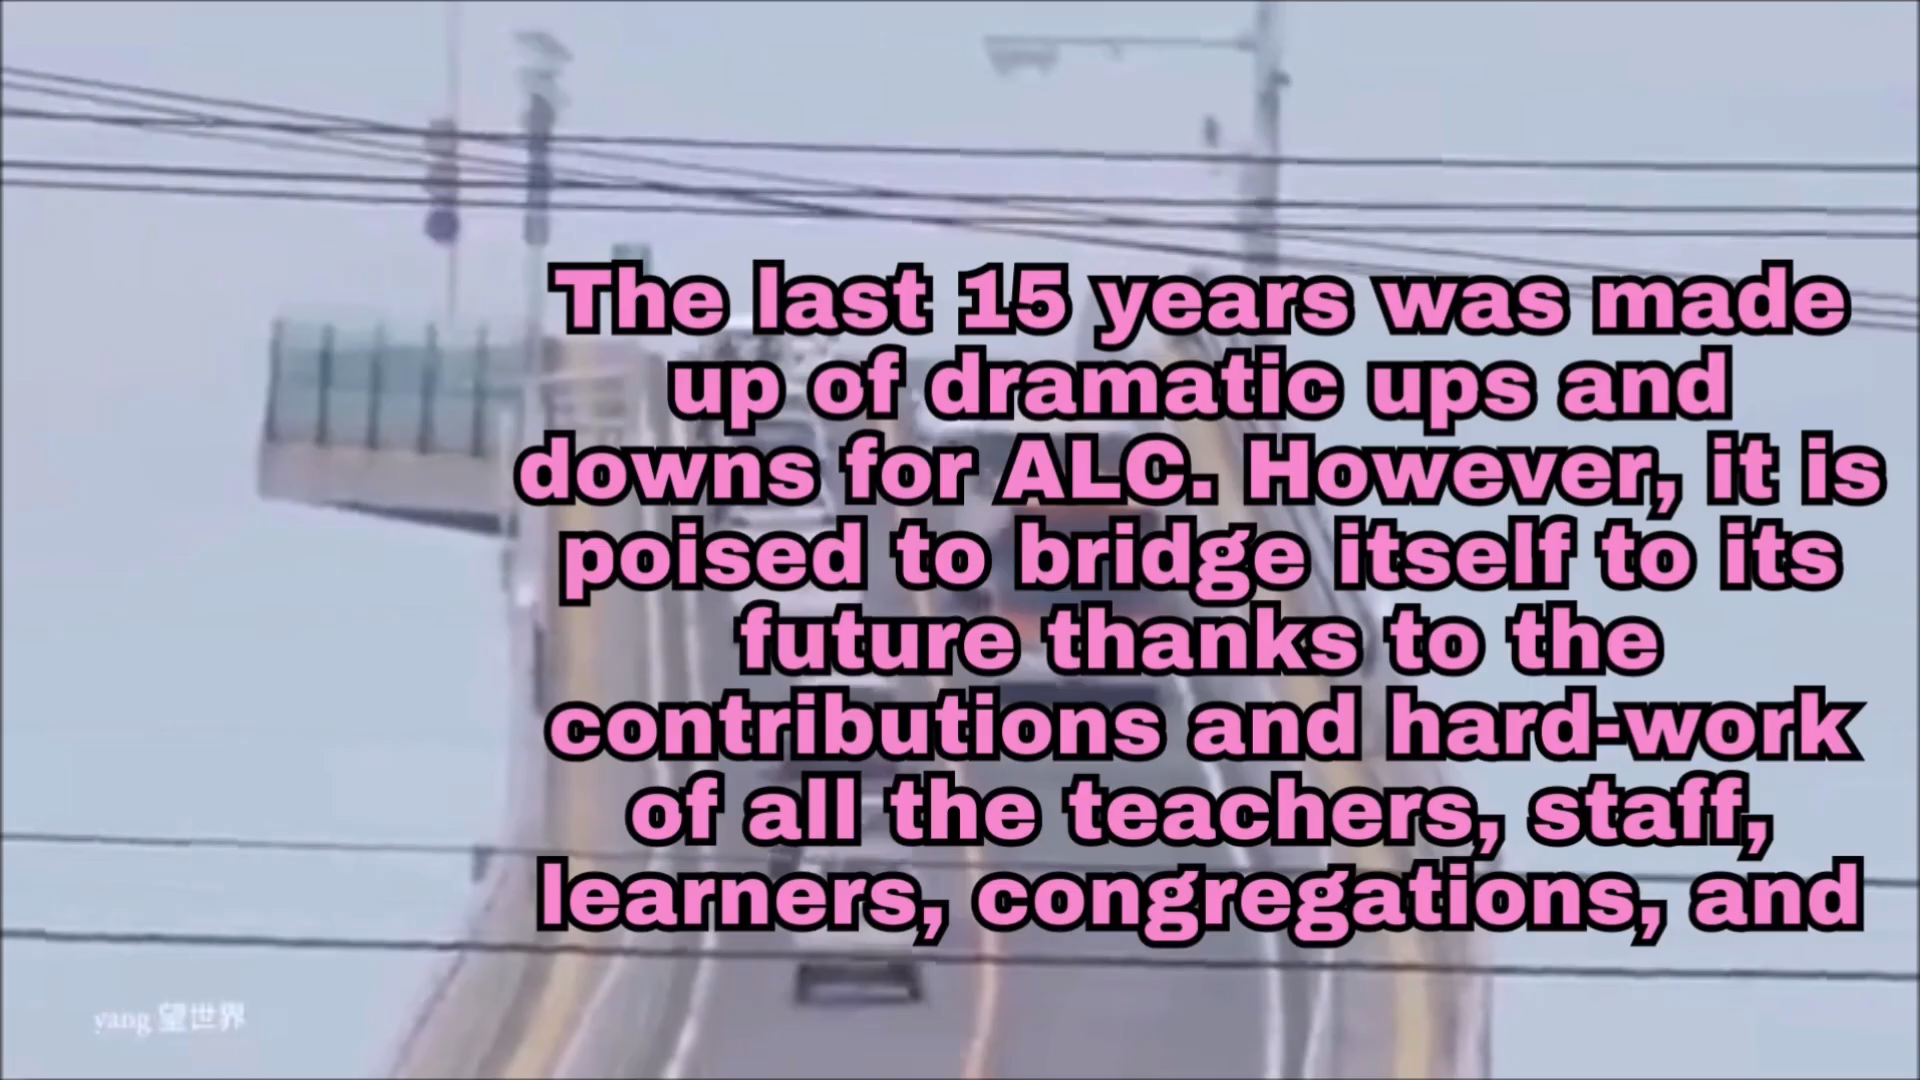 The last 15 years was made
up of dramatic ups and
downs for ALC. However, it is
poised to bridge itself to its
future thanks to the
contributions and hard-work
of all the teachers, staff,
learners, congregations, and
yang 望世界